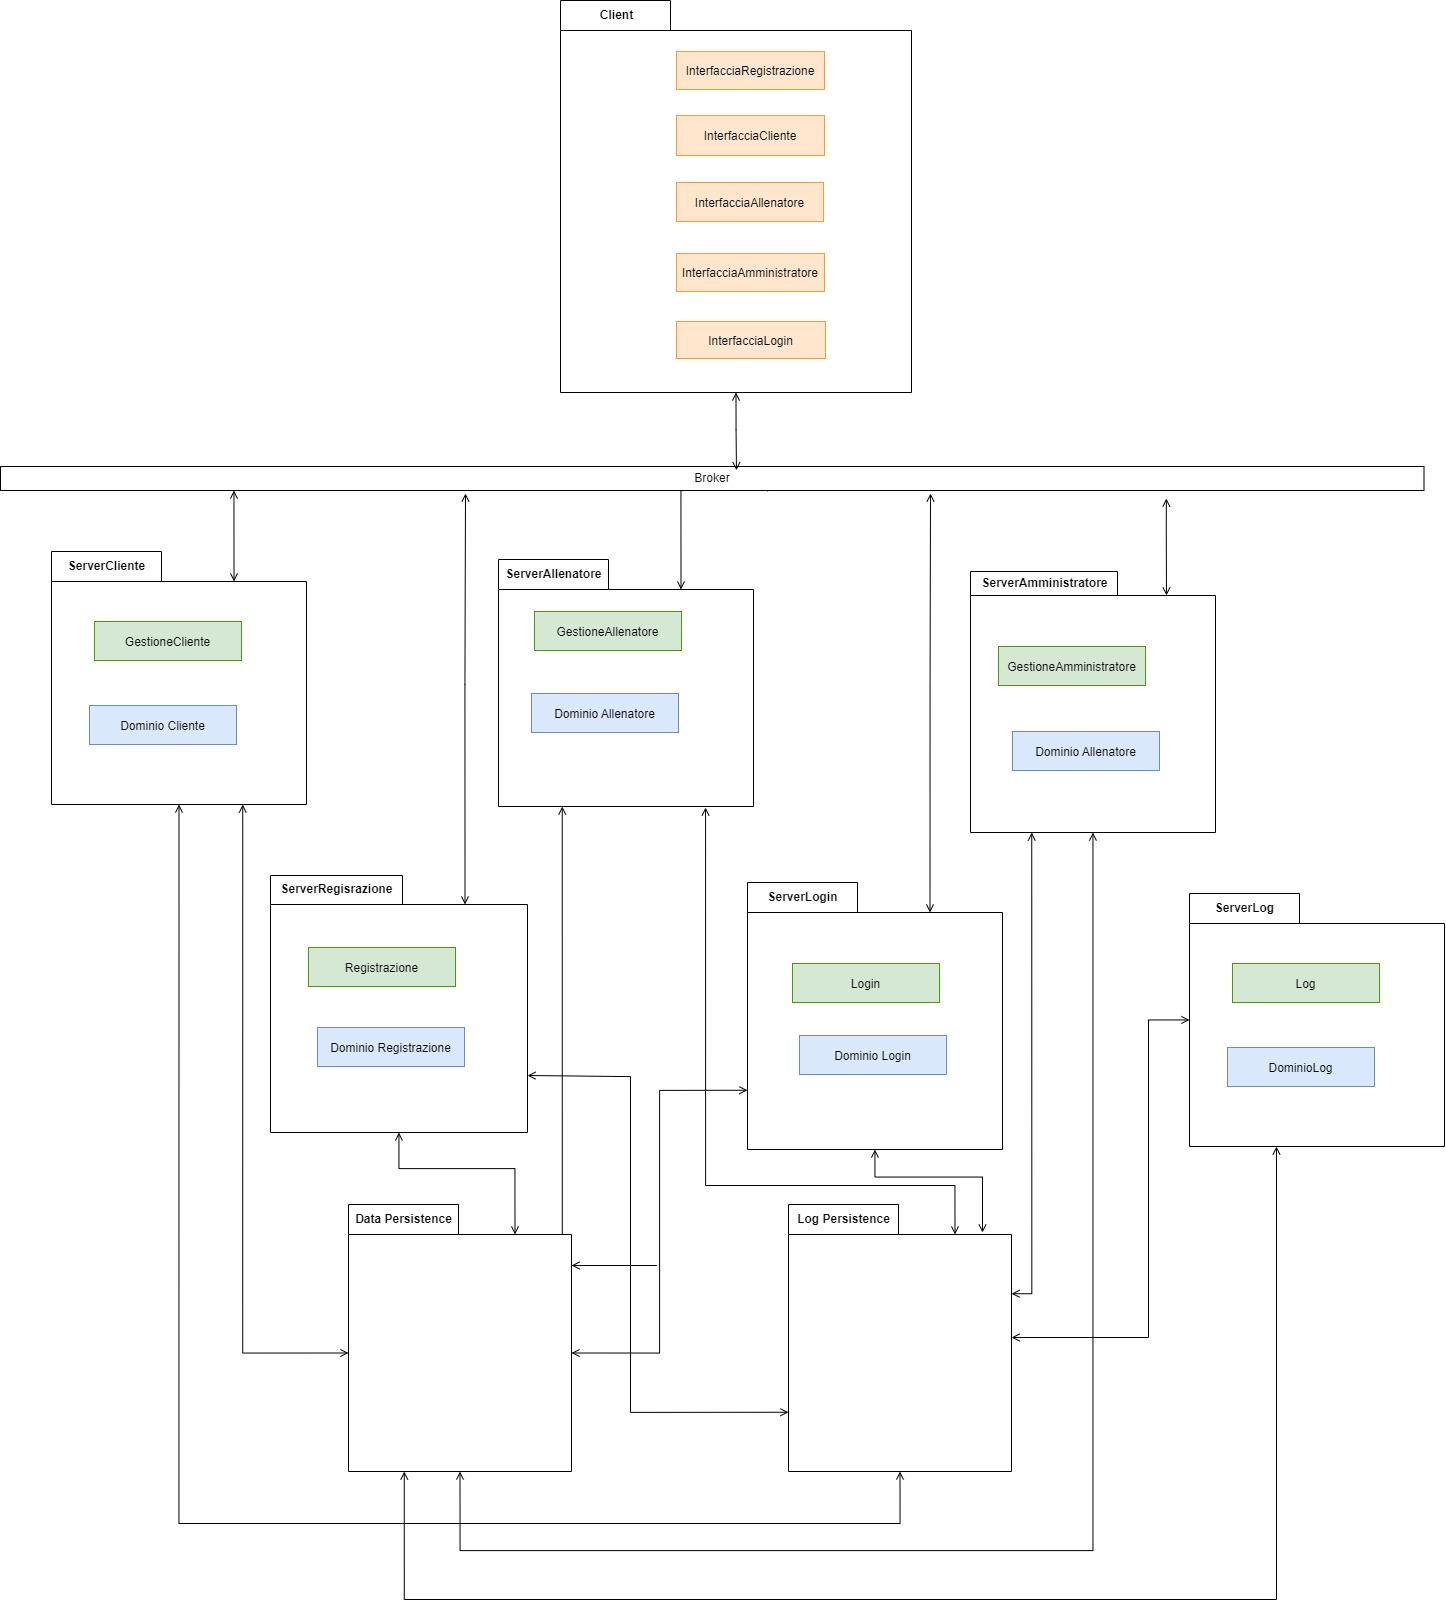 Client
InterfacciaRegistrazione
InterfacciaCliente
InterfacciaAllenatore
InterfacciaAmministratore
InterfacciaLogin
Broker
ServerCliente
GestioneCliente
Dominio Cliente
ServerAllenatore
GestioneAllenatore
Dominio Allenatore
ServerAmministratore
GestioneAmministratore
Dominio Allenatore
ServerRegisrazione
Registrazione
Dominio Registrazione
ServerLogin
Login
Dominio Login
ServerLog
Log
DominioLog
Data Persistence
Log Persistence